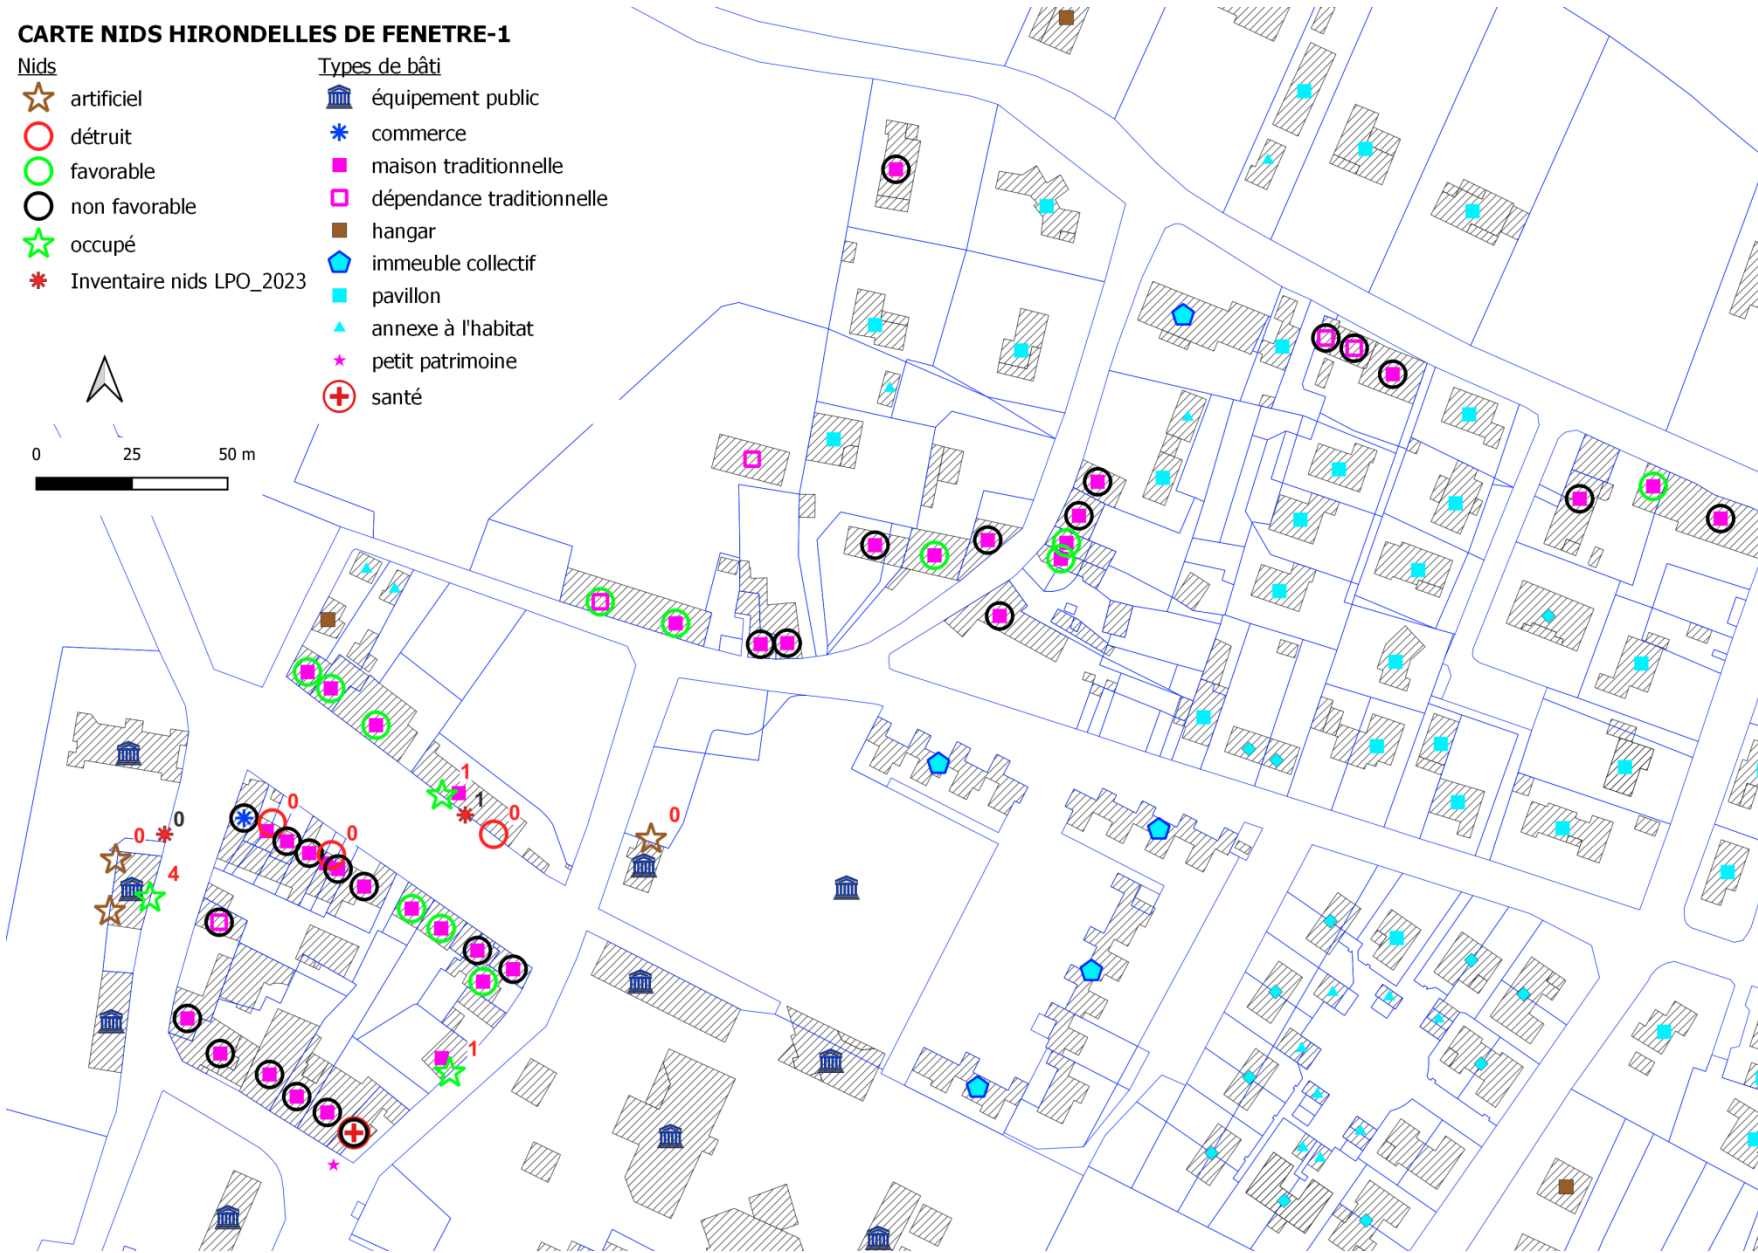 CARTE NIDS HIRONDELLES DE FENETRE-1
Nids
artificiel
détruit
favorable
non favorable
occupé
Inventaire nids LPO_2023
Types de bâti
équipement public
commerce
maison traditionnelle
dépendance traditionnelle
hangar
immeuble collectif
pavillon
annexe à l'habitat
petit patrimoine
santé
0 25 50 m
1
1
0
0
0
0
0
0
4
1